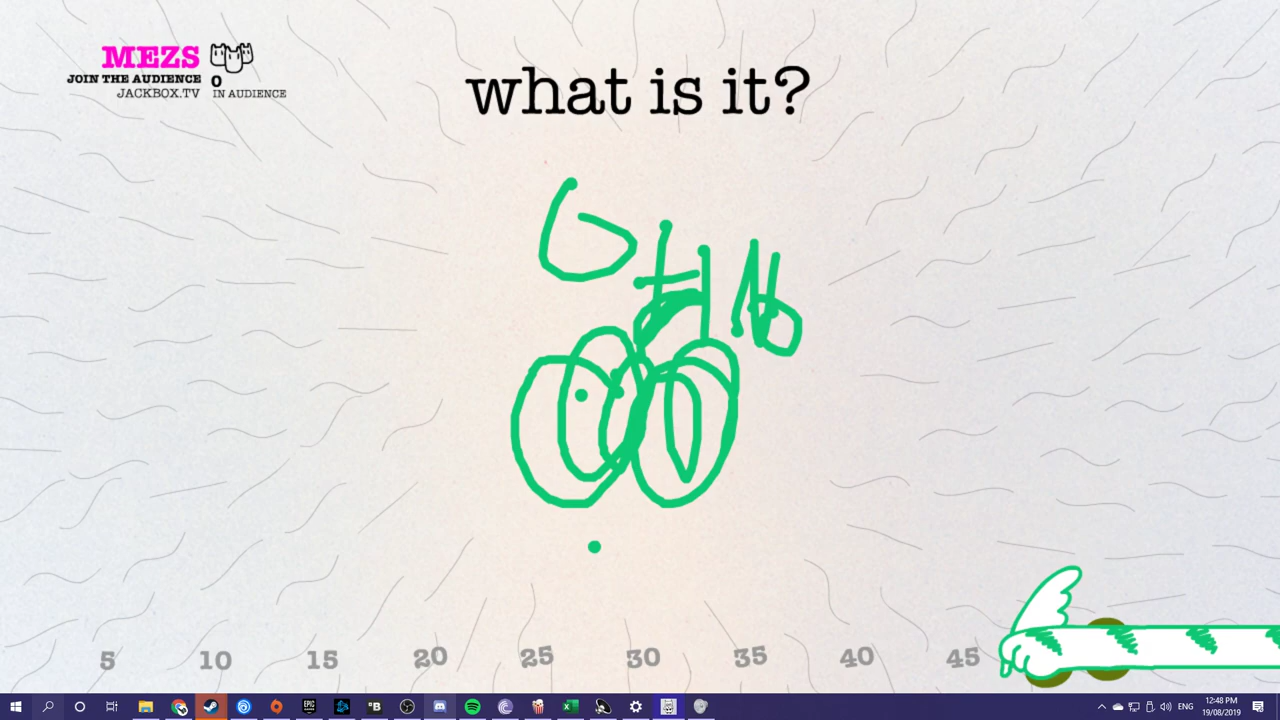 MEZS
JOIN THE AUDIENCE 0
JACKBOX.TV IN AUDIENCE
what is it?
5 10 15 20 25 30 35 40 45
ENG 12:48 PM
19/08/2019